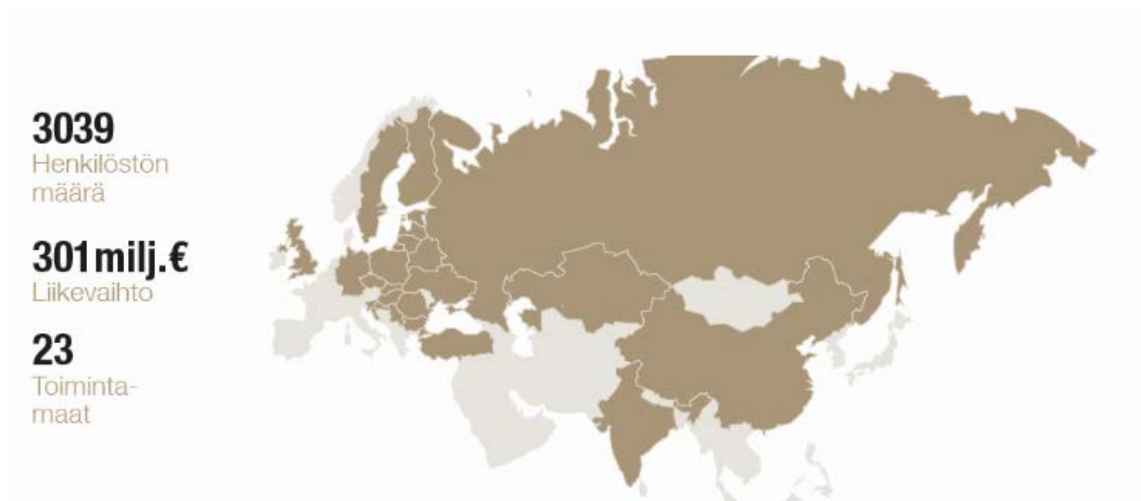 3039
Henkilöstön
määrä
301 milj. €
Liikevaihto
23
Toiminta-
maat